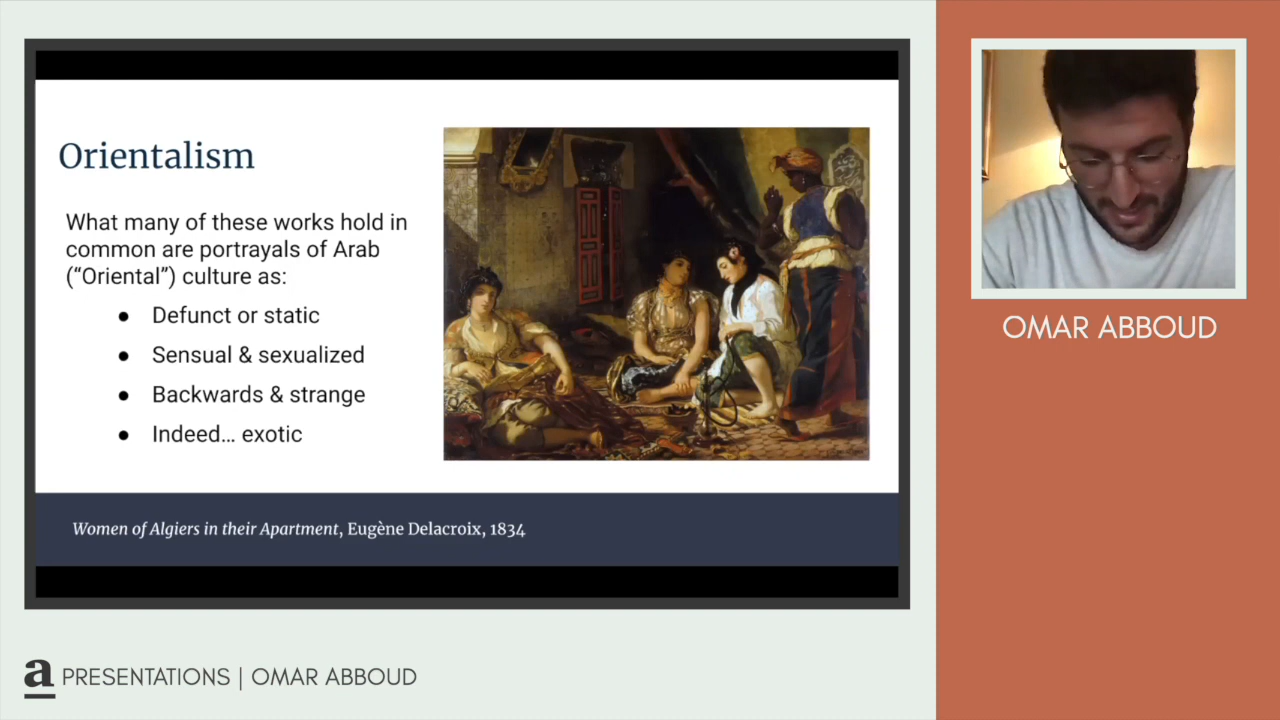 Orientalism
What many of these works hold in
common are portrayals of Arab
(“Oriental”) culture as:
● Defunct or static
● Sensual & sexualized
● Backwards & strange
● Indeed... exotic
Women of Algiers in their Apartment, Eugène Delacroix, 1834
OMAR ABBOUD
a PRESENTATIONS | OMAR ABBOUD